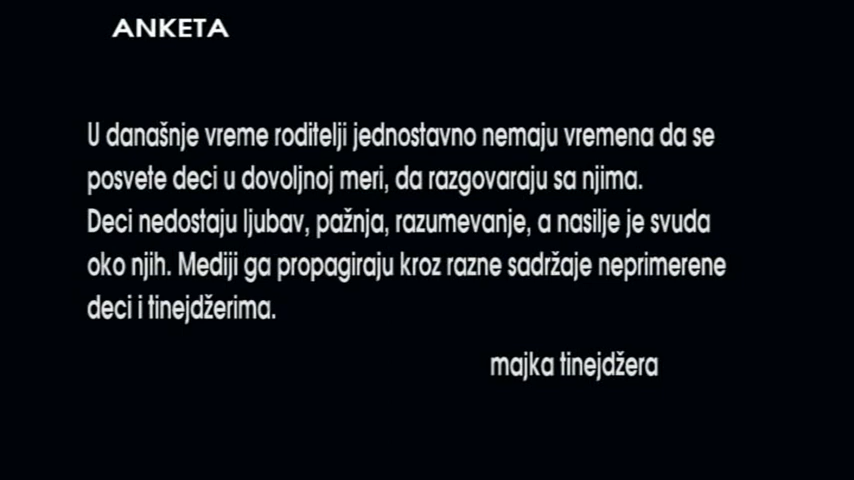 ANKETA
U današnje vreme roditelji jednostavno nemaju vremena da se
posvete deci u dovoljnoj meri, da razgovaraju sa njima.
Deci nedostaju ljubav, pažnja, razumevanje, a nasilje je svuda
oko njih. Mediji ga propagiraju kroz razne sadržaje neprimerene
deci i tinejdžerima.
majka tinejdžera